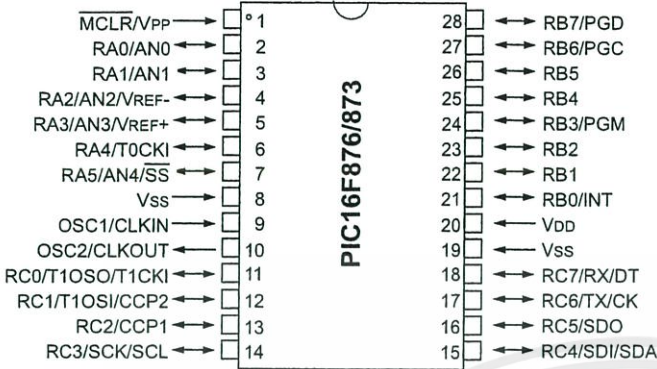 MCLR/VPP 1 28 RB7/PGD
RA0/AN0 2 27 RB6/PGC
RA1/AN1 3 26 RB5
RA2/AN2/VREF- 4 25 RB4
RA3/AN3/VREF+ 5 24 RB3/PGM
RA4/T0CKI 6 23 RB2
RA5/AN4/SS 7 22 RB1
VSS 8 21 RB0/INT
OSC1/CLKIN 9 20 VDD
OSC2/CLKOUT 10 19 VSS
RC0/T1OSO/T1CKI 11 18 RC7/RX/DT
RC1/T1OSI/CCP2 12 17 RC6/TX/CK
RC2/CCP1 13 16 RC5/SDO
RC3/SCK/SCL 14 15 RC4/SDI/SDA
PIC16F876/873